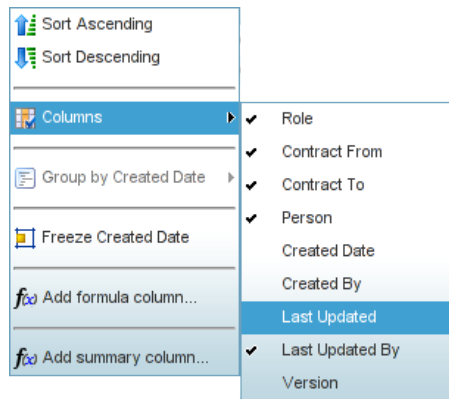 Sort Ascending
Sort Descending
Columns
Group by Created Date
Freeze Created Date
f(x) Add formula column...
f(x) Add summary column...
Role
Contract From
Contract To
Person
Created Date
Created By
Last Updated
Last Updated By
Version